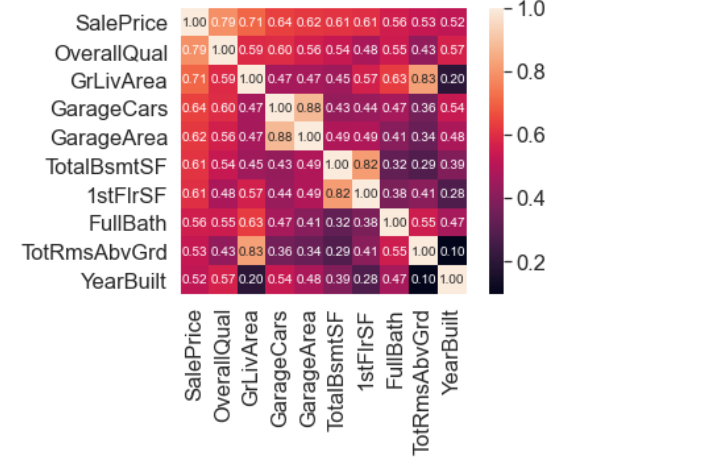 SalePrice 1.00 0.79 0.71 0.64 0.62 0.61 0.61 0.56 0.53 0.52
OverallQual 0.79 1.00 0.59 0.60 0.56 0.54 0.48 0.55 0.43 0.57
GrLivArea 0.71 0.59 1.00 0.47 0.47 0.45 0.57 0.63 0.83 0.20
GarageCars 0.64 0.60 0.47 1.00 0.88 0.43 0.44 0.47 0.36 0.54
GarageArea 0.62 0.56 0.47 0.88 1.00 0.49 0.49 0.41 0.34 0.48
TotalBsmtSF 0.61 0.54 0.45 0.43 0.49 1.00 0.82 0.32 0.29 0.39
1stFlrSF 0.61 0.48 0.57 0.44 0.49 0.82 1.00 0.38 0.41 0.28
FullBath 0.56 0.55 0.63 0.47 0.41 0.32 0.38 1.00 0.55 0.47
TotRmsAbvGrd 0.53 0.43 0.83 0.36 0.34 0.29 0.41 0.55 1.00 0.10
YearBuilt 0.52 0.57 0.20 0.54 0.48 0.39 0.28 0.47 0.10 1.00
SalePrice
OverallQual
GrLivArea
GarageCars
GarageArea
TotalBsmtSF
1stFlrSF
FullBath
TotRmsAbvGrd
YearBuilt
1.0
0.8
0.6
0.4
0.2